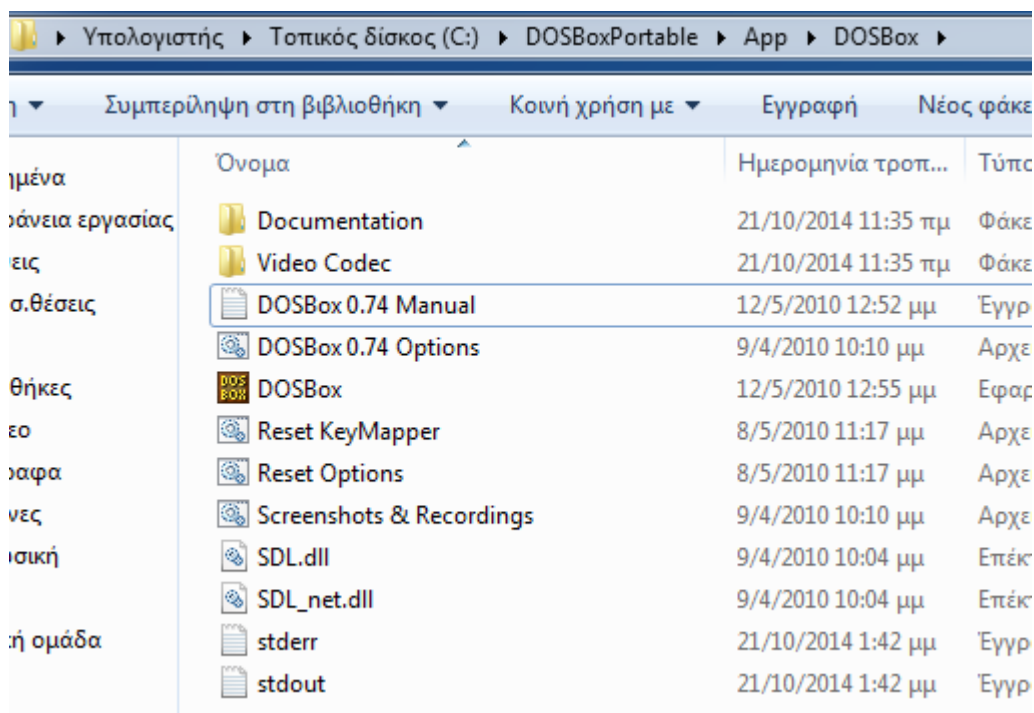 Υπολογιστής Τοπικός δίσκος (C:) DOSBoxPortable App DOSBox
η Συμπερίληψη στη βιβλιοθήκη Κοινή χρήση με Εγγραφή Νέος φάκε
Όνομα Ημερομηνία τροπ... Τύπο
ημένα
ράνεια εργασίας Documentation 21/10/2014 11:35 πμ Φάκε
εις Video Codec 21/10/2014 11:35 πμ Φάκε
σ.θέσεις DOSBox 0.74 Manual 12/5/2010 12:52 μμ Έγγρ
DOSBox 0.74 Options 9/4/2010 10:10 μμ Αρχε
θήκες DOSBox 12/5/2010 12:55 μμ Εφαρ
εο Reset KeyMapper 8/5/2010 11:17 μμ Αρχε
ραφα Reset Options 8/5/2010 11:17 μμ Αρχε
νες Screenshots & Recordings 9/4/2010 10:10 μμ Αρχε
σική SDL.dll 9/4/2010 10:04 μμ Επέκ
SDL_net.dll 9/4/2010 10:04 μμ Επέκ
ή ομάδα stderr 21/10/2014 1:42 μμ Έγγρ
stdout 21/10/2014 1:42 μμ Έγγρ